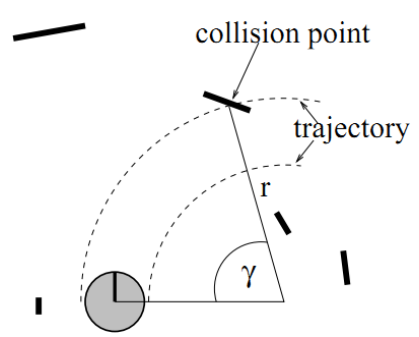 collision point
trajectory
r
γ